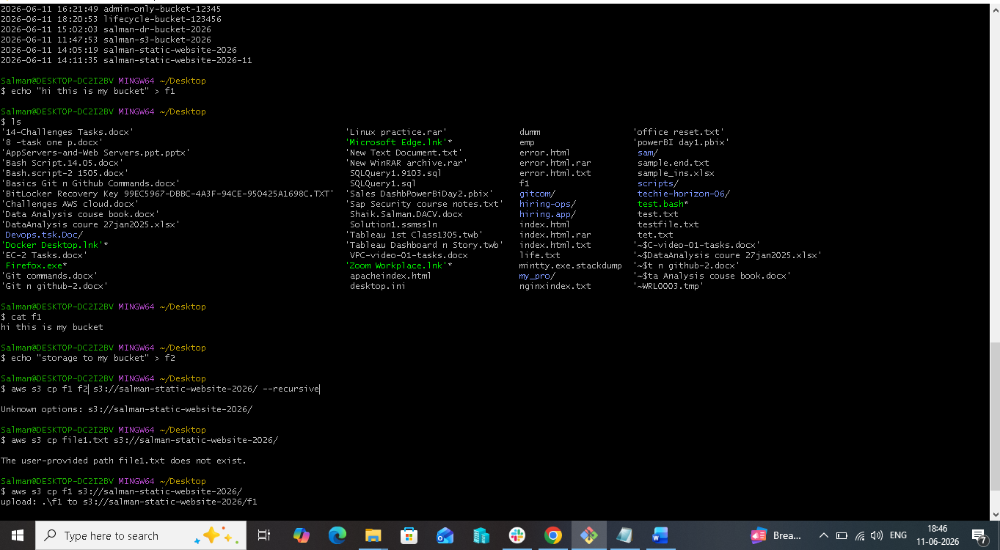 2026-06-11 16:21:49 admin-only-bucket-12345
2026-06-11 18:20:53 lifecycle-bucket-123456
2026-06-11 15:02:03 salman-dr-bucket-2026
2026-06-11 11:47:53 salman-s3-bucket-2026
2026-06-11 14:05:19 salman-static-website-2026
2026-06-11 14:11:35 salman-static-website-2026-11
Salman@DESKTOP-DC2I2BV MINGW64 ~/Desktop
$ echo "hi this is my bucket" > f1
Salman@DESKTOP-DC2I2BV MINGW64 ~/Desktop
$ ls
'14-Challenges Tasks.docx' 'Linux practice.rar' dumm 'office reset.txt'
'8 -task one p.docx' 'Microsoft Edge.lnk'* emp 'powerBI day1.pbix'
'AppServers-and-Web Servers.ppt.pptx' 'New Text Document.txt' error.html sam/
'Bash Script.14.05.docx' 'New WinRAR archive.rar' error.html.rar sample.end.txt
'Bash.script-2 1505.docx' SQLQuery1.9103.sql error.html.txt sample_ins.xlsx
'Basics Git n Github Commands.docx' SQLQuery1.sql f1 scripts/
'BitLocker Recovery Key 99EC5967-DBBC-4A3F-94CE-950425A1698C.TXT' 'Sales DashbPowerBiDay2.pbix' gitcom/ techie-horizon-06/
'Challenges AWS cloud.docx' 'Sap Security course notes.txt' hiring-ops/ test.bash*
'Data Analysis couse book.docx' Shaik.Salman.DACV.docx hiring.app/ test.txt
'DataAnalysis coure 27jan2025.xlsx' Solution1.ssmssln index.html testfile.txt
Devops.tsk.Doc/ 'Tableau 1st Class1305.twb' index.html.rar tet.txt
'Docker Desktop.lnk'* 'Tableau Dashboard n Story.twb' index.html.txt '~$C-video-01-tasks.docx'
'EC-2 Tasks.docx' VPC-video-01-tasks.docx life.txt '~$DataAnalysis coure 27jan2025.xlsx'
Firefox.exe* 'Zoom Workplace.lnk'* mintty.exe.stackdump '~$t n github-2.docx'
'Git commands.docx' apacheindex.html my_pro/ '~$ta Analysis couse book.docx'
'Git n github-2.docx' desktop.ini nginxindex.txt '~WRL0003.tmp'
Salman@DESKTOP-DC2I2BV MINGW64 ~/Desktop
$ cat f1
hi this is my bucket
Salman@DESKTOP-DC2I2BV MINGW64 ~/Desktop
$ echo "storage to my bucket" > f2
Salman@DESKTOP-DC2I2BV MINGW64 ~/Desktop
$ aws s3 cp f1 f2 s3://salman-static-website-2026/ --recursive
Unknown options: s3://salman-static-website-2026/
Salman@DESKTOP-DC2I2BV MINGW64 ~/Desktop
$ aws s3 cp file1.txt s3://salman-static-website-2026/
The user-provided path file1.txt does not exist.
Salman@DESKTOP-DC2I2BV MINGW64 ~/Desktop
$ aws s3 cp f1 s3://salman-static-website-2026/
upload: .\f1 to s3://salman-static-website-2026/f1
Type here to search
Brea...
ENG
18:46
11-06-2026
7